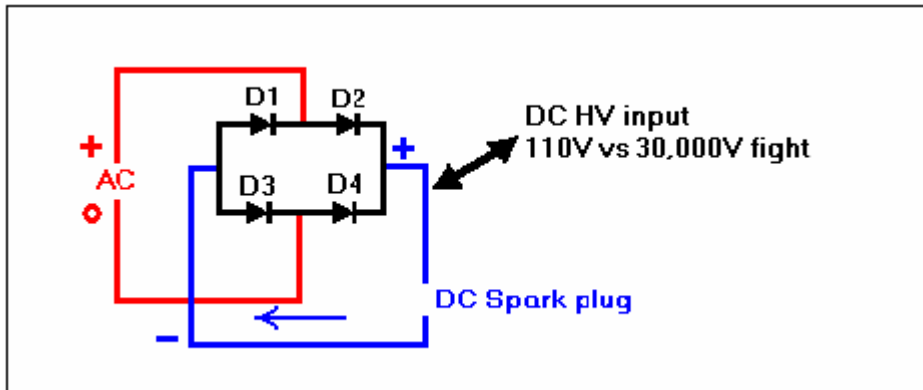 D1 D2
DC HV input
110V vs 30,000V fight
+
+
AC
D3 D4
o
DC Spark plug
-